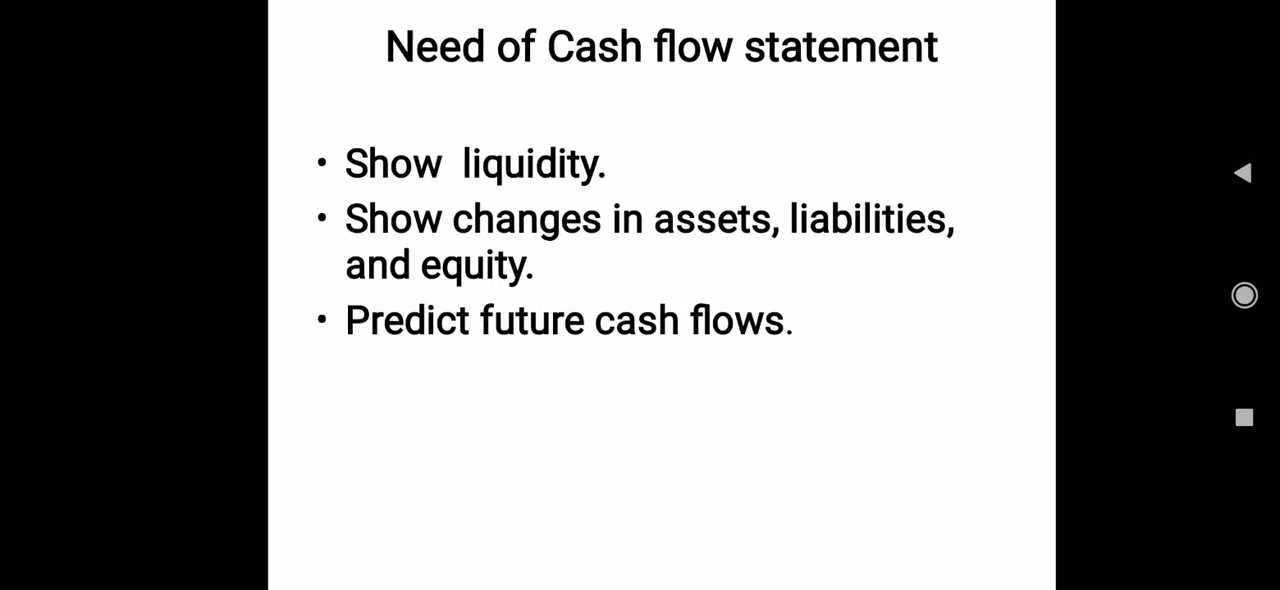 Need of Cash flow statement
• Show  liquidity.
• Show changes in assets, liabilities,
and equity.
• Predict future cash flows.